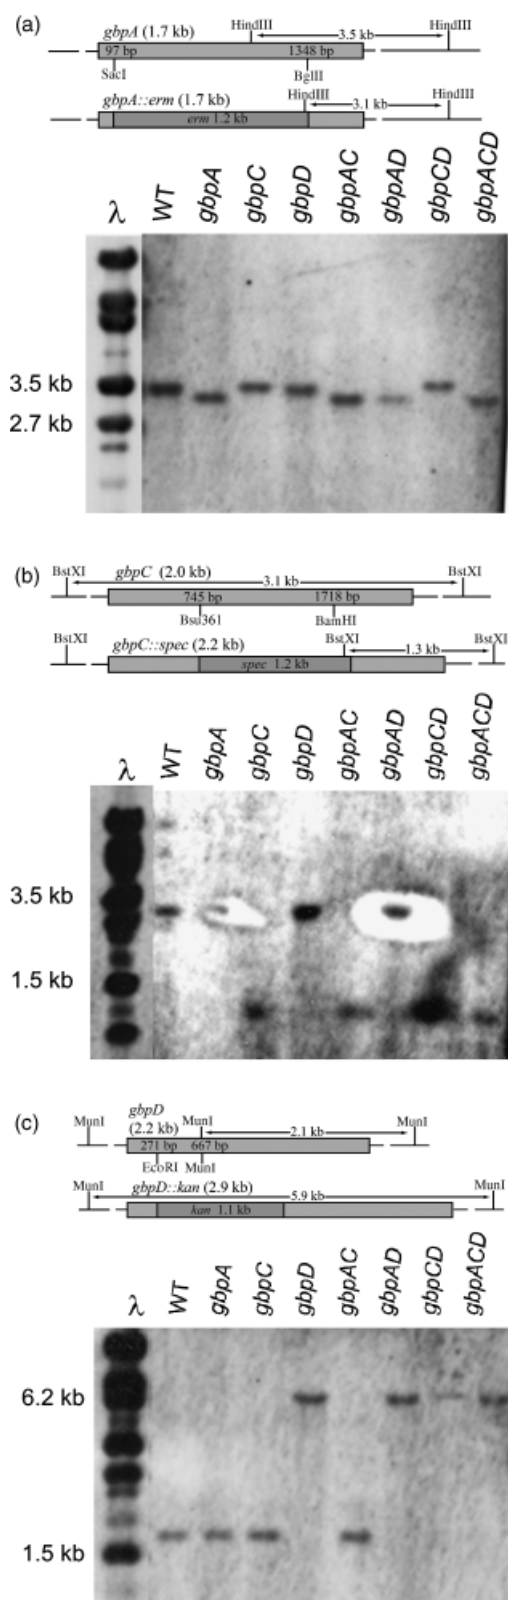 (a)
gbpA (1.7 kb)
HindIII
HindIII
3.5 kb
97 bp
1348 bp
SacI
BglII
gbpA::erm (1.7 kb)
HindIII
HindIII
3.1 kb
erm 1.2 kb
λ
WT
gbpA
gbpC
gbpD
gbpAC
gbpAD
gbpCD
gbpACD
3.5 kb
2.7 kb
(b)
BstXI
gbpC (2.0 kb)
BstXI
3.1 kb
745 bp
1718 bp
Bsu361
BamHI
BstXI
gbpC::spec (2.2 kb)
BstXI
BstXI
1.3 kb
spec 1.2 kb
λ
WT
gbpA
gbpC
gbpD
gbpAC
gbpAD
gbpCD
gbpACD
3.5 kb
1.5 kb
(c)
gbpD
MunI
(2.2 kb)
MunI
MunI
2.1 kb
271 bp
667 bp
EcoRI
MunI
MunI
gbpD::kan (2.9 kb)
MunI
5.9 kb
kan 1.1 kb
λ
WT
gbpA
gbpC
gbpD
gbpAC
gbpAD
gbpCD
gbpACD
6.2 kb
1.5 kb